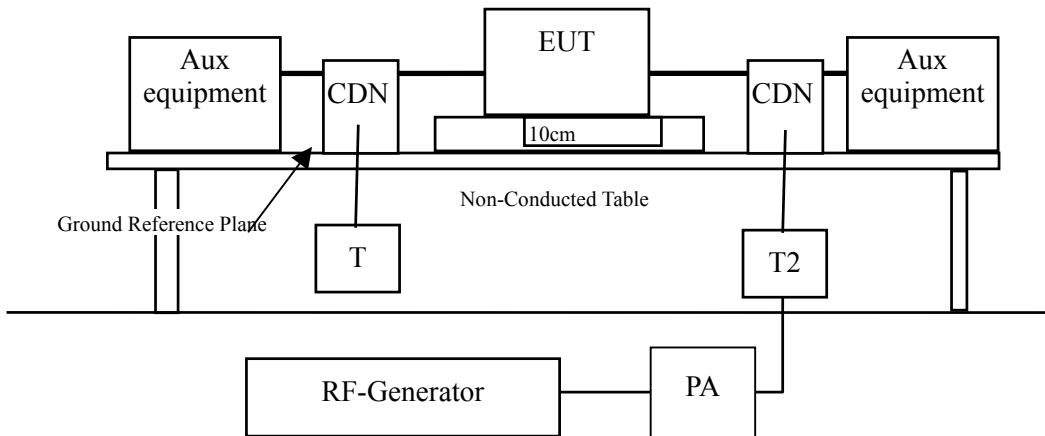 EUT
Aux
equipment
CDN
CDN
Aux
equipment
10cm
Non-Conducted Table
Ground Reference Plane
T
T2
RF-Generator
PA